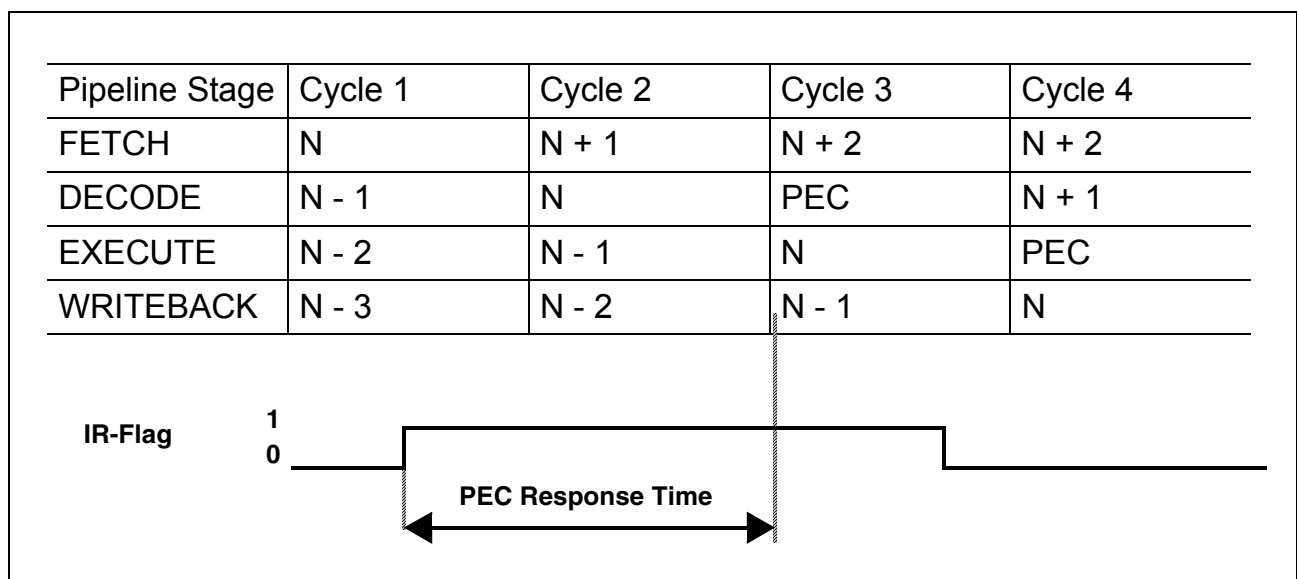 Pipeline Stage Cycle 1 Cycle 2 Cycle 3 Cycle 4
FETCH N N + 1 N + 2 N + 2
DECODE N - 1 N PEC N + 1
EXECUTE N - 2 N - 1 N PEC
WRITEBACK N - 3 N - 2 N - 1 N
1
IR-Flag
0
PEC Response Time